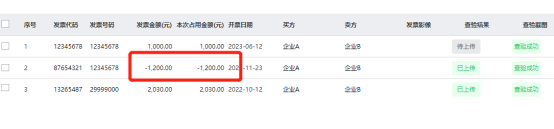 序号 发票代码 发票号码 发票金额(元) 本次占用金额(元) 开票日期 买方 卖方 发票影像 查验结果 查验截图
1 12345678 12345678 1,000.00 1,000.00 2023-06-12 企业A 企业B 待上传 查验成功
2 87654321 12345678 -1,200.00 -1,200.00 2022-11-23 企业A 企业B 已上传 查验成功
3 13265487 29999000 2,030.00 2,030.00 2022-10-12 企业A 企业B 已上传 查验成功